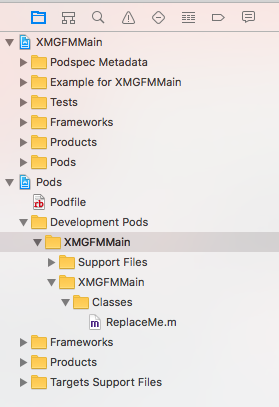 XMGFMMain
Podspec Metadata
Example for XMGFMMain
Tests
Frameworks
Products
Pods
Pods
rb Podfile
Development Pods
XMGFMMain
Support Files
XMGFMMain
Classes
m ReplaceMe.m
Frameworks
Products
Targets Support Files